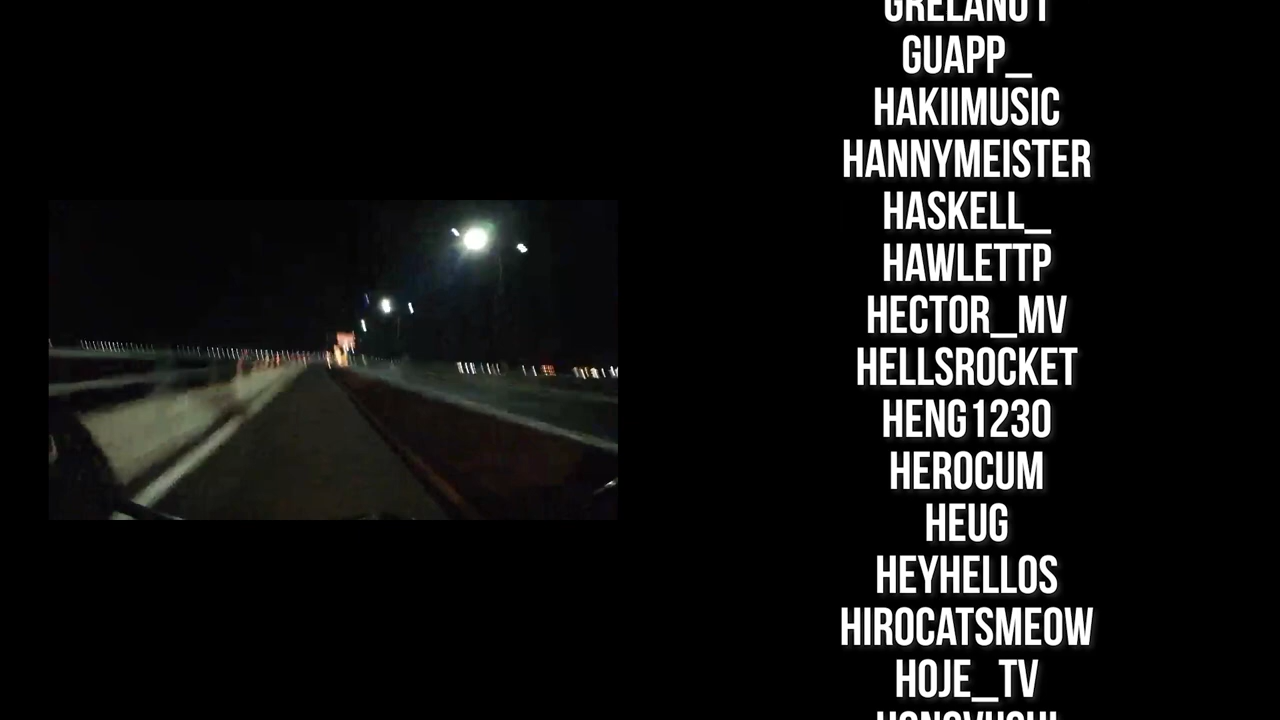 GUAPP_
HAKIIMUSIC
HANNYMEISTER
HASKELL_
HAWLETTP
HECTOR_MV
HELLSROCKET
HENG1230
HEROCUM
HEUG
HEYHELLOS
HIROCATSMEOW
HOJE_TV